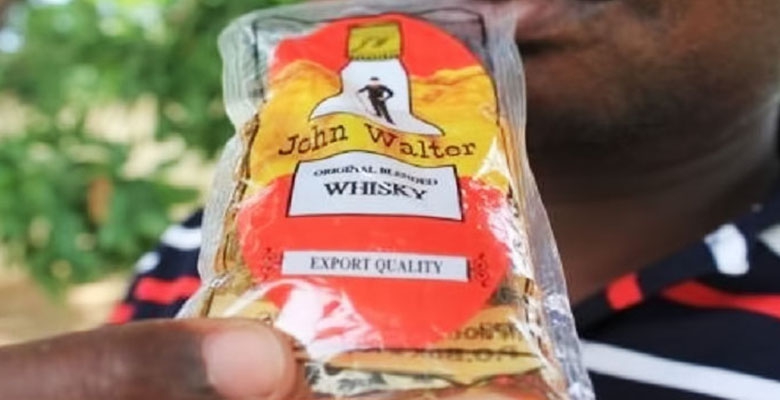 John Walter
ORIGINAL BLENDED
WHISKY
EXPORT QUALITY